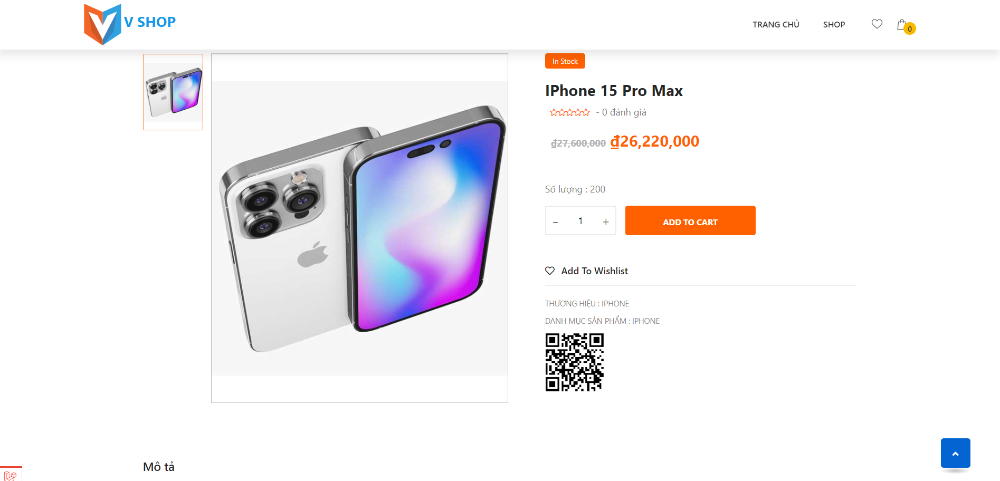 V SHOP
TRANG CHỦ
SHOP
0
In Stock
IPhone 15 Pro Max
- 0 đánh giá
₫27,600,000 ₫26,220,000
Số lượng : 200
- 1 +
ADD TO CART
Add To Wishlist
THƯƠNG HIỆU : IPHONE
DANH MỤC SẢN PHẨM : IPHONE
Mô tả